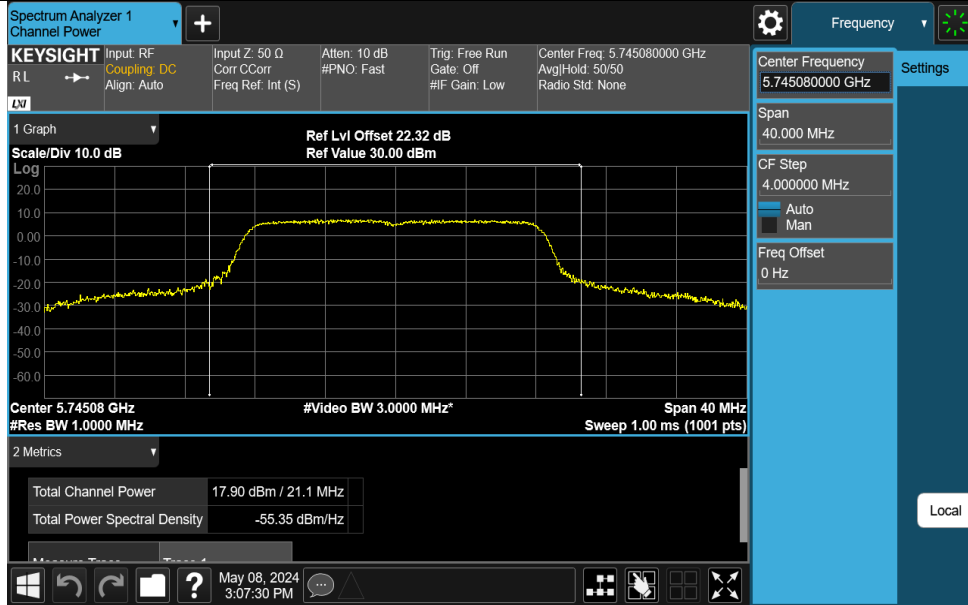 Spectrum Analyzer 1
Channel Power
Frequency
KEYSIGHT
R L
LXI
Input: RF
Coupling: DC
Align: Auto
Input Z: 50 Ω
Corr CCorr
Freq Ref: Int (S)
Atten: 10 dB
#PNO: Fast
Trig: Free Run
Gate: Off
#IF Gain: Low
Center Freq: 5.745080000 GHz
Avg|Hold: 50/50
Radio Std: None
Center Frequency
5.745080000 GHz
Settings
Span
40.000 MHz
CF Step
4.000000 MHz
Auto
Man
Freq Offset
0 Hz
1 Graph
Scale/Div 10.0 dB
Log
Ref Lvl Offset 22.32 dB
Ref Value 30.00 dBm
20.0
10.0
0.00
-10.0
-20.0
-30.0
-40.0
-50.0
-60.0
Center 5.74508 GHz
#Video BW 3.0000 MHz*
Span 40 MHz
#Res BW 1.0000 MHz
Sweep 1.00 ms (1001 pts)
2 Metrics
Total Channel Power 17.90 dBm / 21.1 MHz
Total Power Spectral Density -55.35 dBm/Hz
Local
?
May 08, 2024
3:07:30 PM